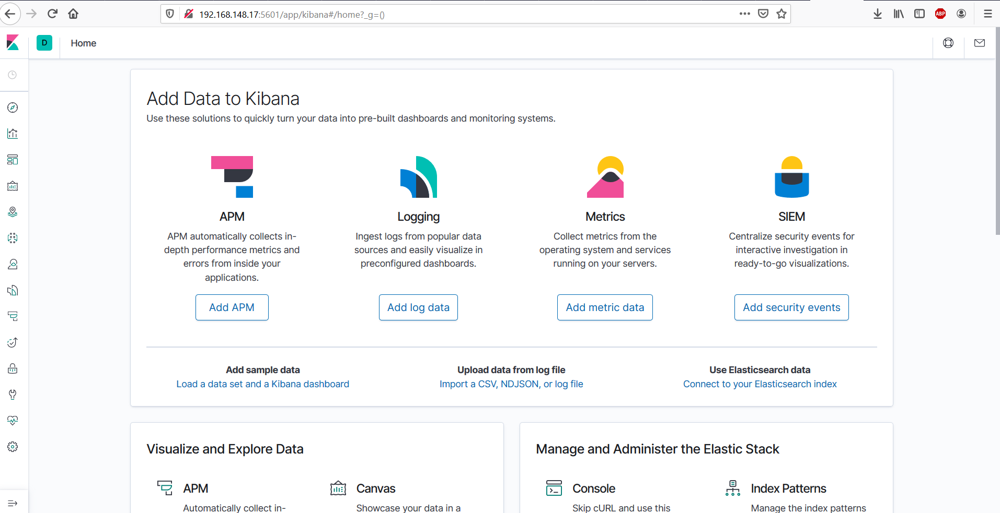 192.168.148.17:5601/app/kibana#/home?_g=()
ABP
D
Home
Add Data to Kibana
Use these solutions to quickly turn your data into pre-built dashboards and monitoring systems.
APM
APM automatically collects in-
depth performance metrics and
errors from inside your
applications.
Add APM
Logging
Ingest logs from popular data
sources and easily visualize in
preconfigured dashboards.
Add log data
Metrics
Collect metrics from the
operating system and services
running on your servers.
Add metric data
SIEM
Centralize security events for
interactive investigation in
ready-to-go visualizations.
Add security events
Add sample data
Load a data set and a Kibana dashboard
Upload data from log file
Import a CSV, NDJSON, or log file
Use Elasticsearch data
Connect to your Elasticsearch index
Visualize and Explore Data
APM
Automatically collect in-
Canvas
Showcase your data in a
Manage and Administer the Elastic Stack
Console
Skip cURL and use this
Index Patterns
Manage the index patterns